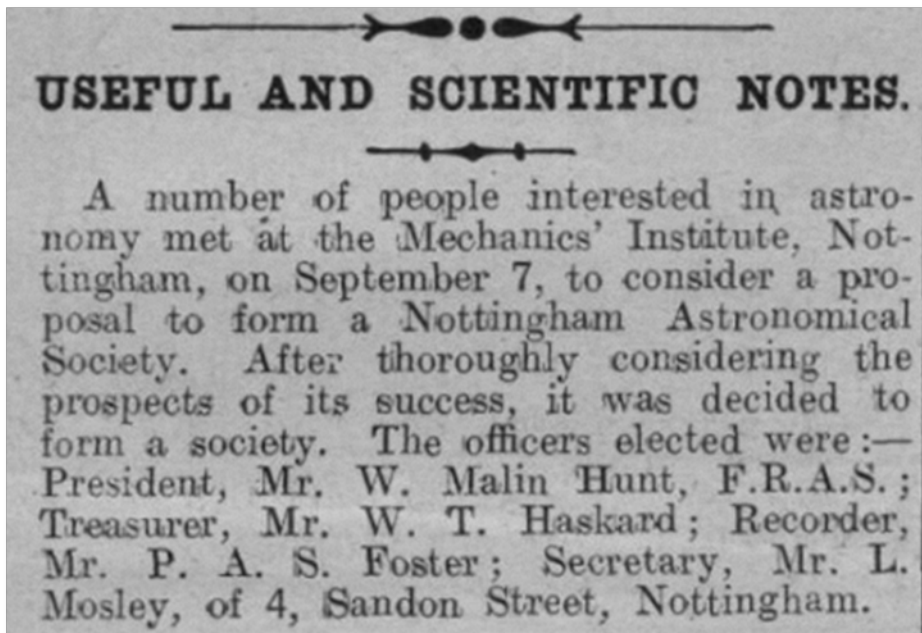 USEFUL AND SCIENTIFIC NOTES.
A number of people interested in astro-
nomy met at the Mechanics' Institute, Not-
tingham, on September 7, to consider a pro-
posal to form a Nottingham Astronomical
Society. After thoroughly considering the
prospects of its success, it was decided to
form a society. The officers elected were :—
President, Mr. W. Malin Hunt, F.R.A.S. ;
Treasurer, Mr. W. T. Haskard ; Recorder,
Mr. P. A. S. Foster ; Secretary, Mr. L.
Mosley, of 4, Sandon Street, Nottingham.